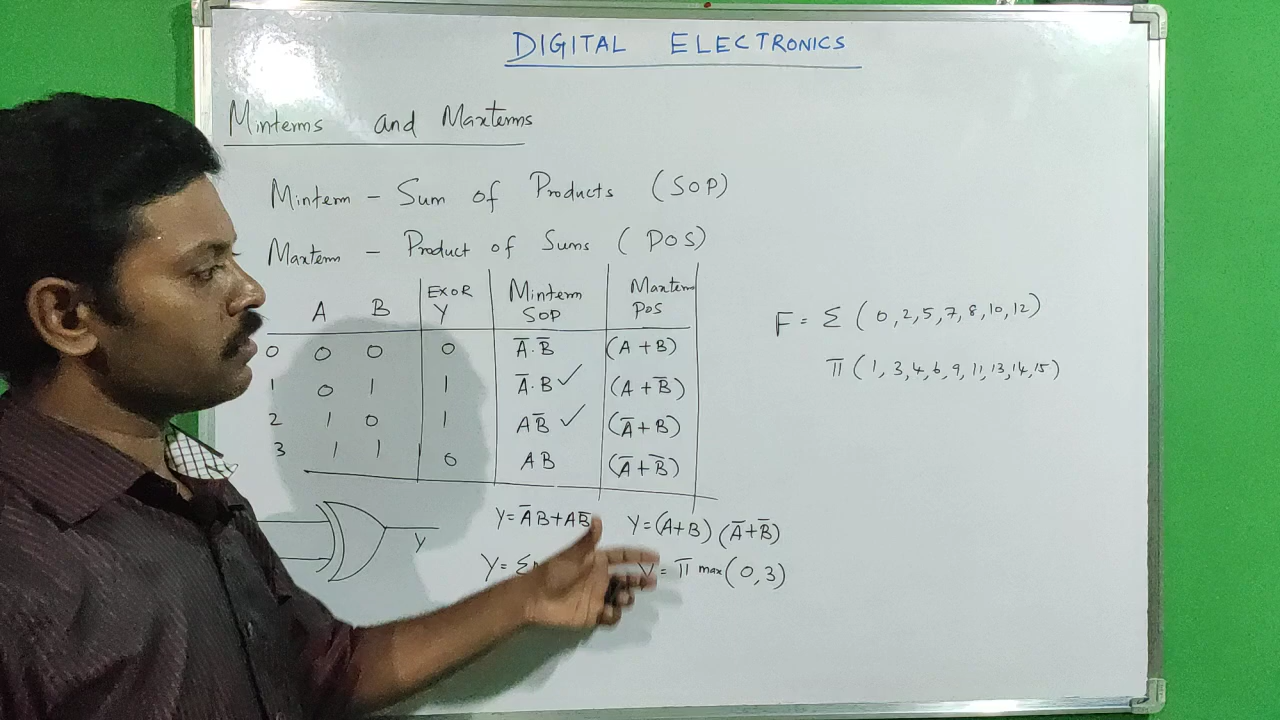 DIGITAL ELECTRONICS
Minterms and Maxterms
Minterm - Sum of Products (SOP)
Maxterm - Product of Sums (POS)
A B EXOR Y Minterm SOP Maxterm POS
0 0 0 0 A̅.B̅ (A+B)
1 0 1 1 A̅.B ✓ (A+B̅)
2 1 0 1 AB̅ ✓ (A̅+B)
3 1 1 0 AB (A̅+B̅)
Y
Y=A̅B+AB̅ Y=(A+B)(A̅+B̅)
Y=Σ Y=π max(0,3)
F=Σ(0,2,5,7,8,10,12)
π(1,3,4,6,9,11,13,14,15)